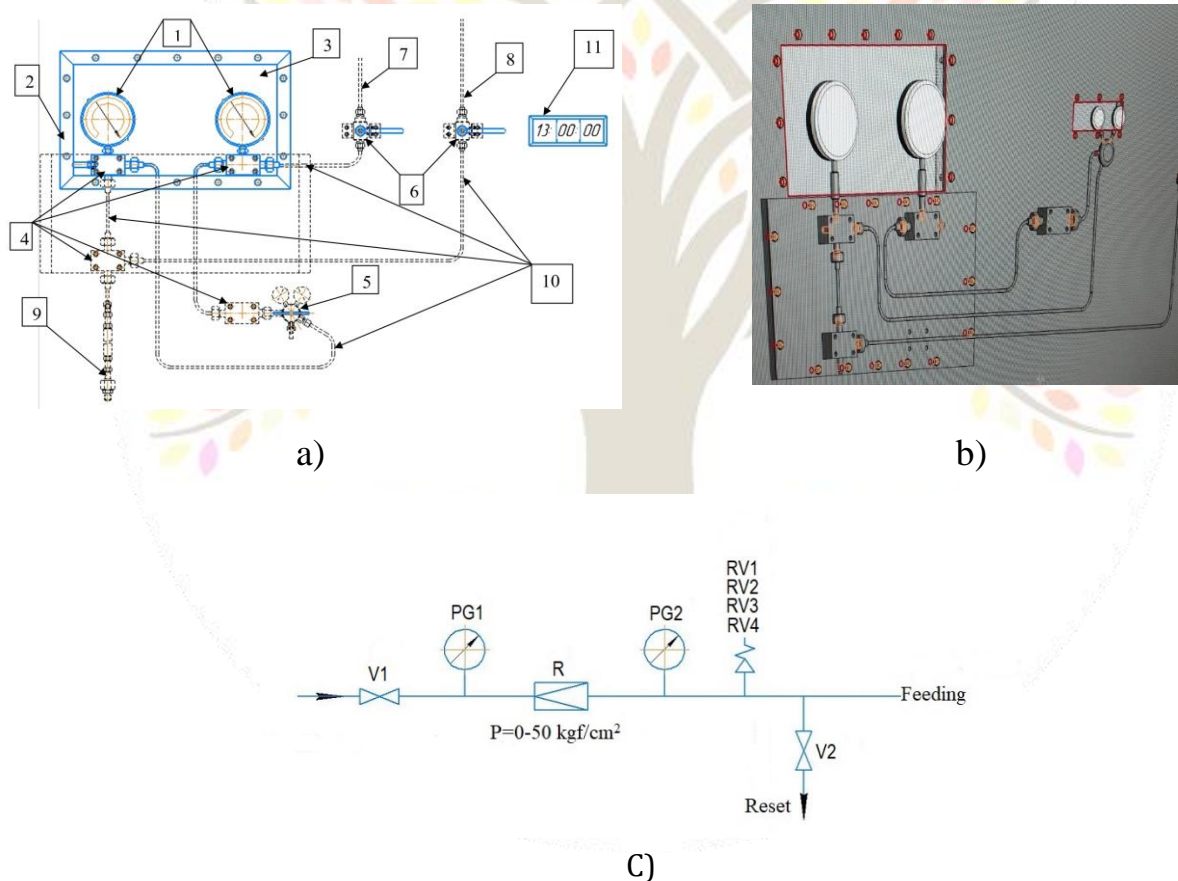 1
2
3
7
8
11
13:00:00
6
4
5
10
9
a)
b)
RV1
RV2
RV3
RV4
PG1
PG2
V1
R
Feeding
P=0-50 kgf/cm²
V2
Reset
C)